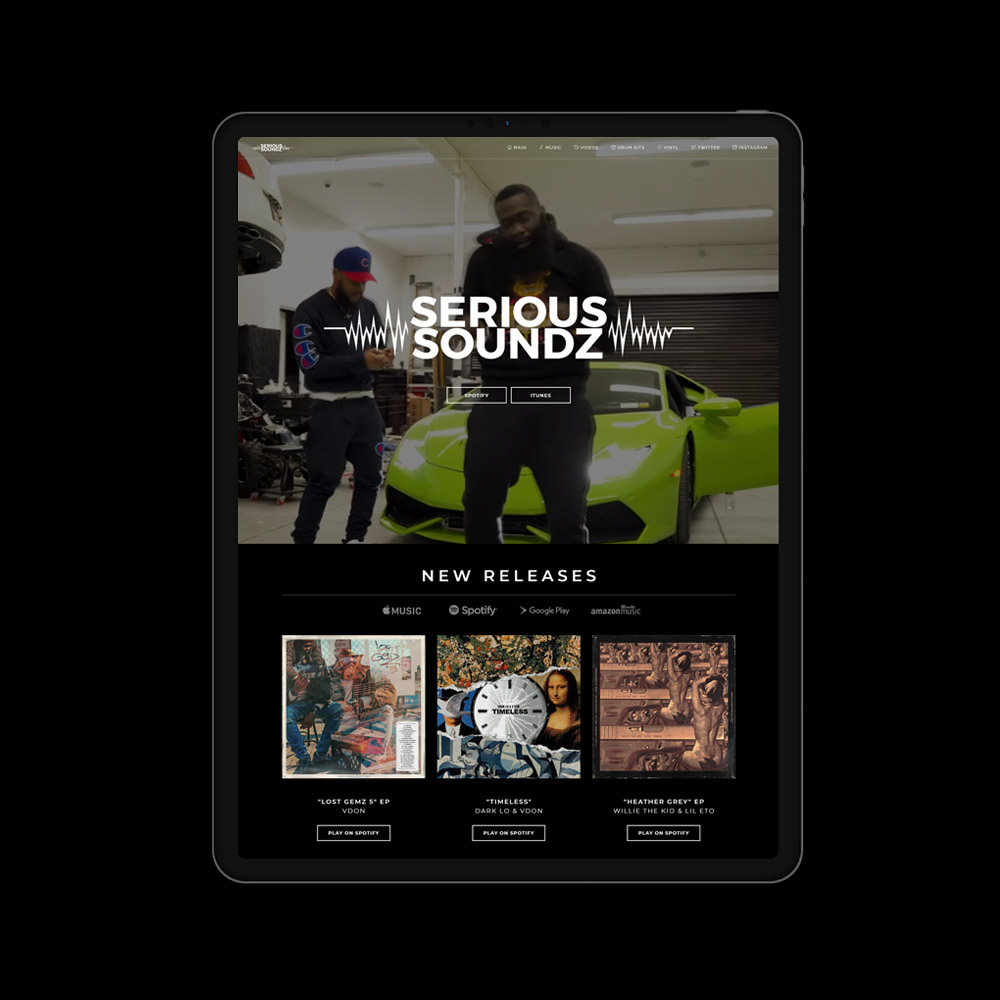 SERIOUS
SOUNDZ
MAIN MUSIC VIDEOS DRUM KITS VINYL TWITTER INSTAGRAM
SERIOUS
SOUNDZ
SPOTIFY ITUNES
NEW RELEASES
MUSIC Spotify Google Play amazon music
TIMELESS
"LOST GEMZ 5" EP "TIMELESS" "HEATHER GREY" EP
VDON DARK LO & VDON WILLIE THE KID & LIL ETO
PLAY ON SPOTIFY PLAY ON SPOTIFY PLAY ON SPOTIFY